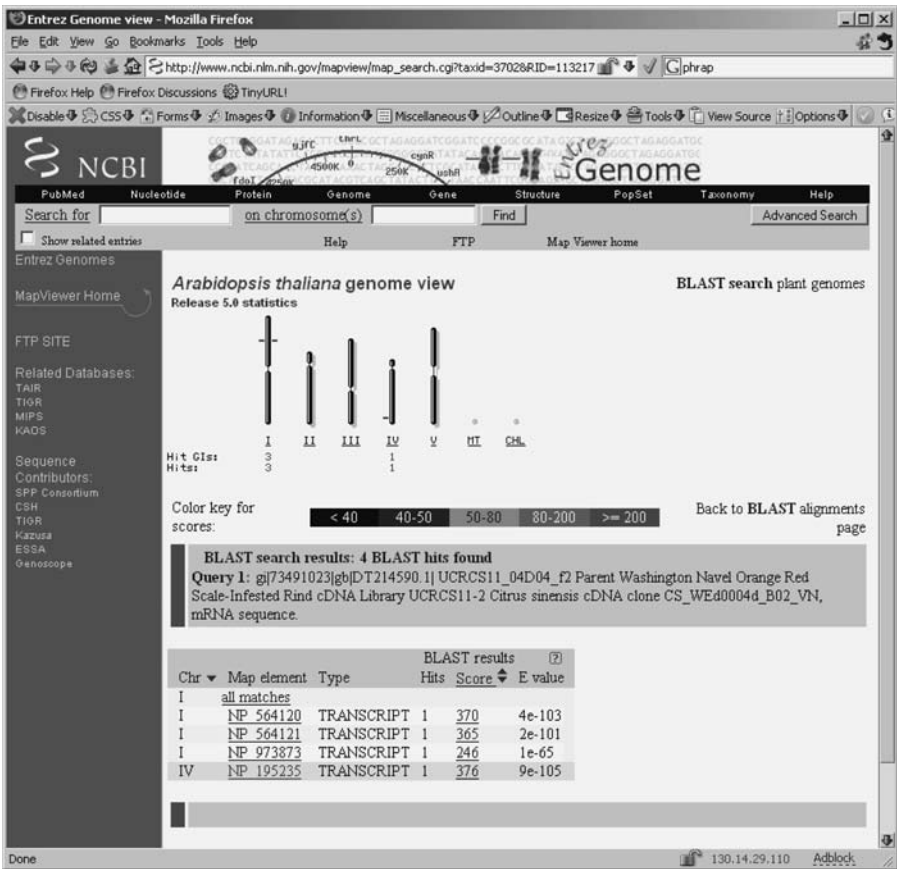 Entrez Genome view - Mozilla Firefox
File Edit View Go Bookmarks Tools Help
http://www.ncbi.nlm.nih.gov/mapview/map_search.cgi?taxid=3702&RID=113217 phrap
Firefox Help Firefox Discussions TinyURL!
Disable CSS Forms Images Information Miscellaneous Outline Resize Tools View Source Options
NCBI
4500K 0 250K
thrL cynR ushA
Entrez Genome
PubMed Nucleotide Protein Genome Gene Structure PopSet Taxonomy Help
Search for on chromosome(s) Find Advanced Search
Show related entries Help FTP Map Viewer home
Entrez Genomes
MapViewer Home
FTP SITE
Related Databases:
TAIR
TIGR
MIPS
KAOS
Sequence
Contributors:
SPP Consortium
CSH
TIGR
Kazusa
ESSA
Genoscope
Arabidopsis thaliana genome view BLAST search plant genomes
Release 5.0 statistics
I II III IV V MT CHL
Hit GIs: 3 1
Hits: 3 1
Color key for
scores:
< 40 40-50 50-80 80-200 >= 200
Back to BLAST alignments
page
BLAST search results: 4 BLAST hits found
Query 1: gi|73491023|gb|DT214590.1| UCRCS11_04D04_f2 Parent Washington Navel Orange Red
Scale-Infested Rind cDNA Library UCRCS11-2 Citrus sinensis cDNA clone CS_WEd0004d_B02_VN,
mRNA sequence.
BLAST results ?
Chr Map element Type Hits Score E value
I all matches
I NP 564120 TRANSCRIPT 1 370 4e-103
I NP 564121 TRANSCRIPT 1 365 2e-101
I NP 973873 TRANSCRIPT 1 246 1e-65
IV NP 195235 TRANSCRIPT 1 376 9e-105
Done 130.14.29.110 Adblock